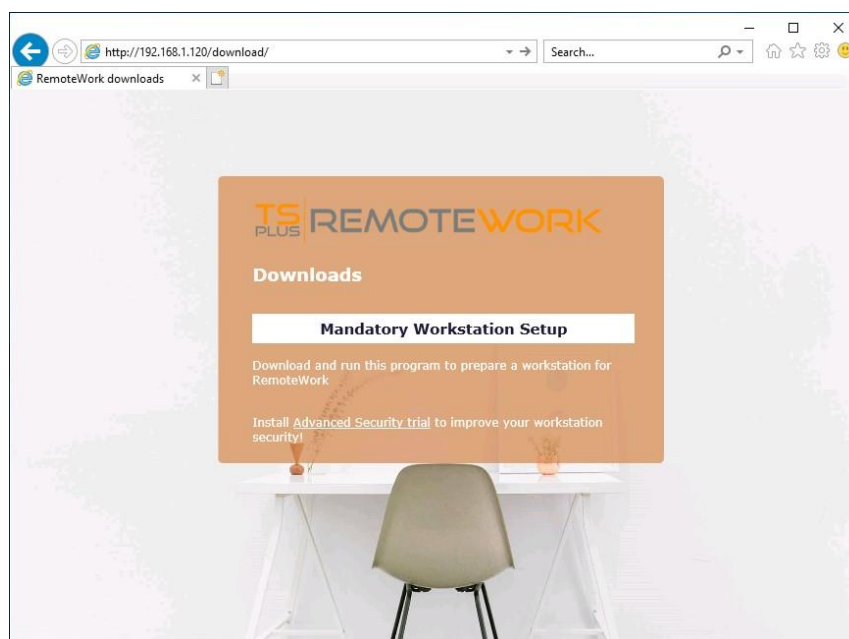 http://192.168.1.120/download/
Search...
RemoteWork downloads
TS PLUS REMOTEWORK
Downloads
Mandatory Workstation Setup
Download and run this program to prepare a workstation for
RemoteWork
Install Advanced Security trial to improve your workstation
security!